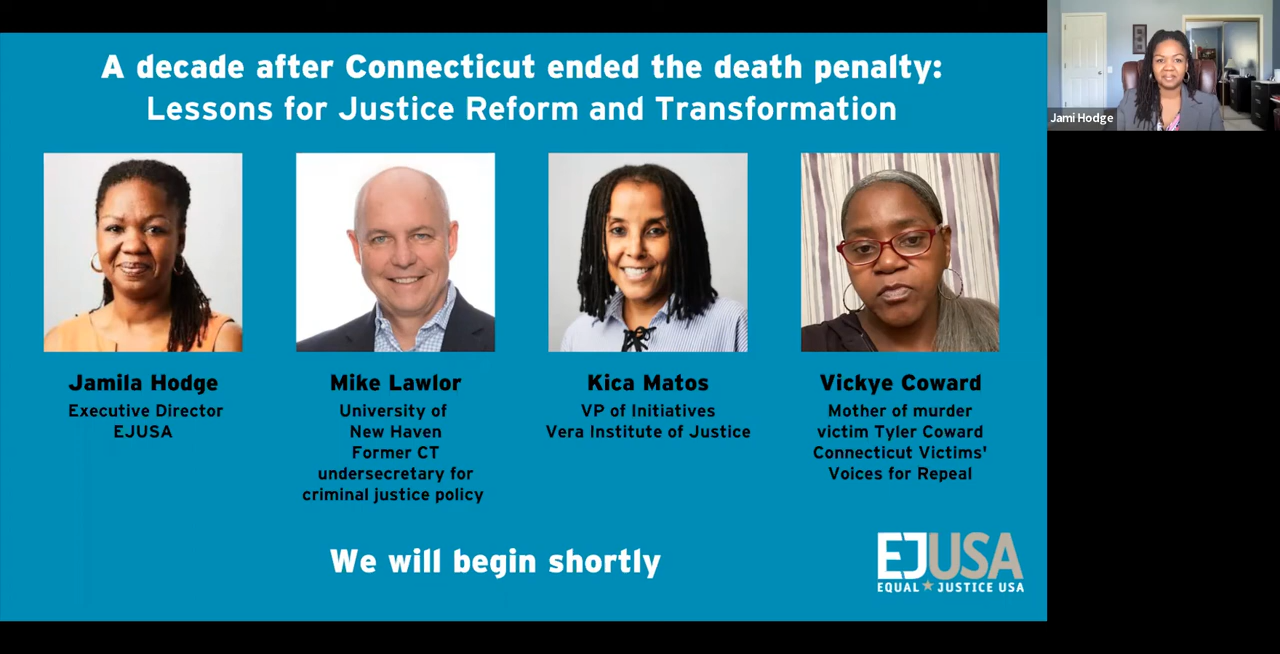 A decade after Connecticut ended the death penalty:
Lessons for Justice Reform and Transformation
Jami Hodge
Jamila Hodge
Executive Director
EJUSA
Mike Lawlor
University of
New Haven
Former CT
undersecretary for
criminal justice policy
Kica Matos
VP of Initiatives
Vera Institute of Justice
Vickye Coward
Mother of murder
victim Tyler Coward
Connecticut Victims'
Voices for Repeal
We will begin shortly
EJUSA
EQUAL JUSTICE USA